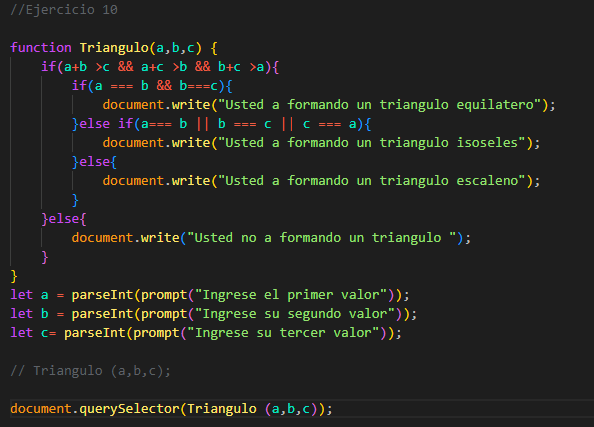 //Ejercicio 10
function Triangulo(a,b,c) {
if(a+b >c && a+c >b && b+c >a){
if(a === b && b===c){
document.write("Usted a formando un triangulo equilatero");
}else if(a=== b || b === c || c === a){
document.write("Usted a formando un triangulo isoseles");
}else{
document.write("Usted a formando un triangulo escaleno");
}
}else{
document.write("Usted no a formando un triangulo ");
}
}
let a = parseInt(prompt("Ingrese el primer valor"));
let b = parseInt(prompt("Ingrese su segundo valor"));
let c= parseInt(prompt("Ingrese su tercer valor"));
// Triangulo (a,b,c);
document.querySelector(Triangulo (a,b,c));